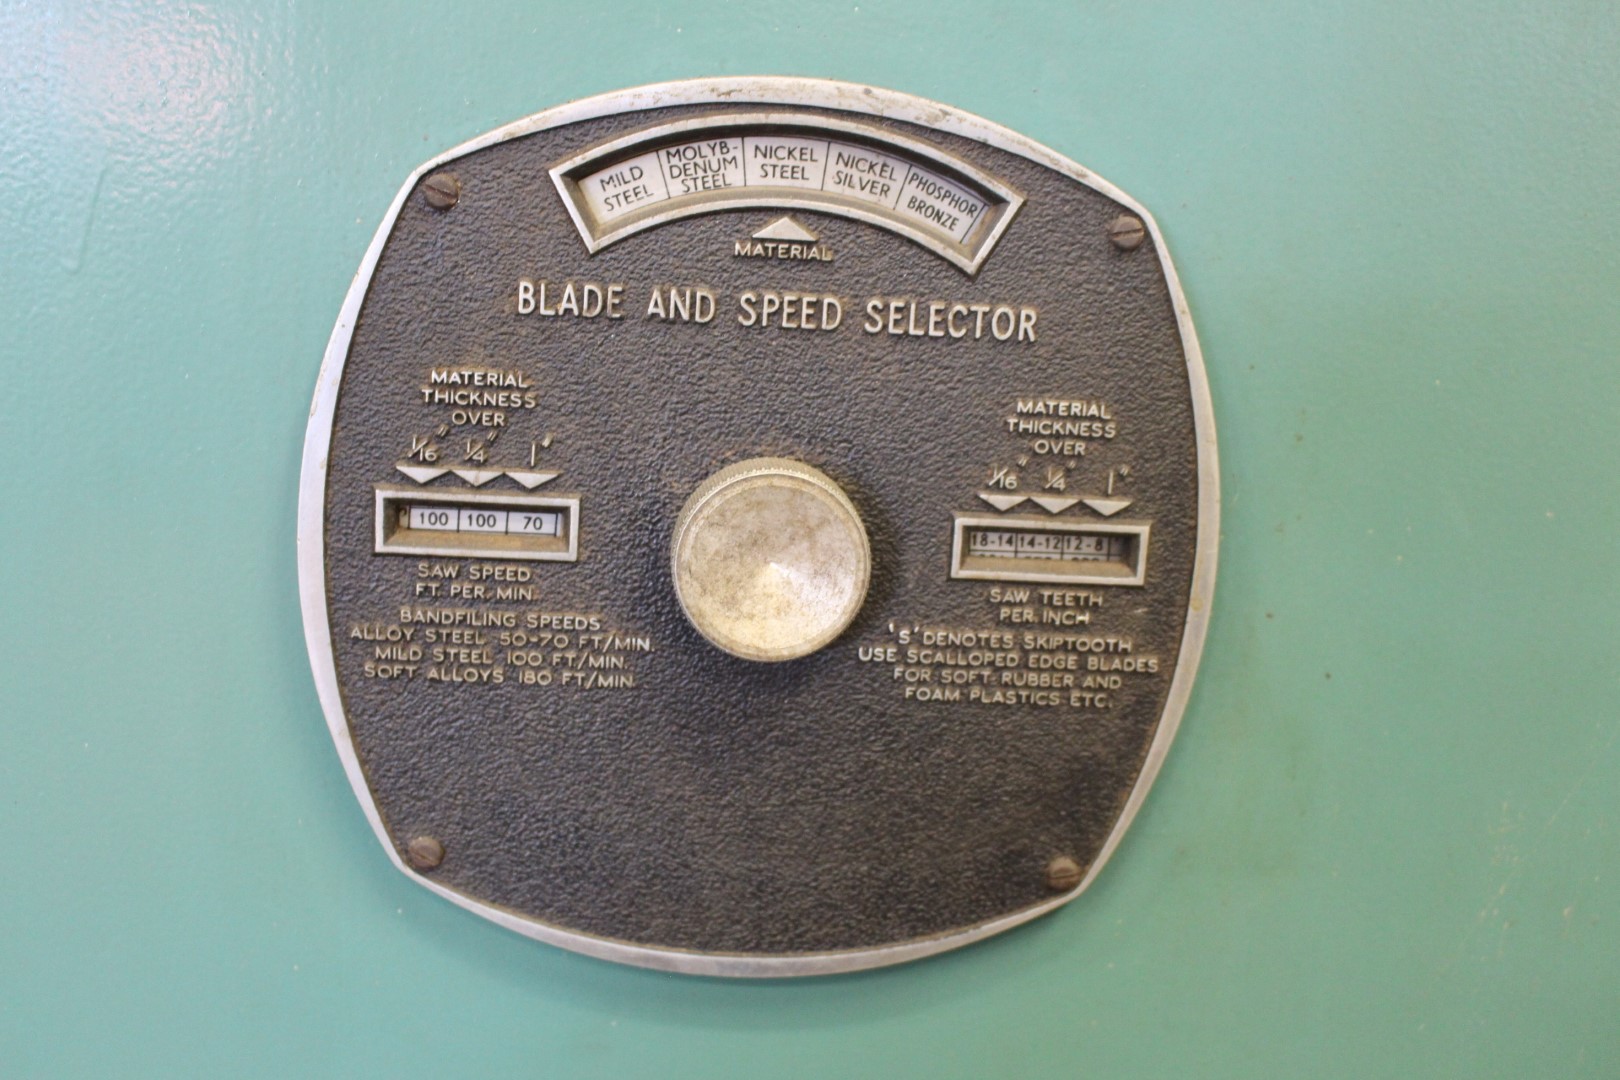 MILD
STEEL
MOLYB-
DENUM
STEEL
NICKEL
STEEL
NICKEL
SILVER
PHOSPHOR
BRONZE
MATERIAL
BLADE AND SPEED SELECTOR
MATERIAL
THICKNESS
OVER
1/16" 1/4" 1"
100 100 70
SAW SPEED
FT. PER. MIN.
BANDFILING SPEEDS
ALLOY STEEL 50-70 FT/MIN.
MILD STEEL 100 FT/MIN.
SOFT ALLOYS 180 FT/MIN.
MATERIAL
THICKNESS
OVER
1/16" 1/4" 1"
18-14 14-12 12-8
SAW TEETH
PER. INCH
'S' DENOTES SKIPTOOTH
USE SCALLOPED EDGE BLADES
FOR SOFT RUBBER AND
FOAM PLASTICS ETC.